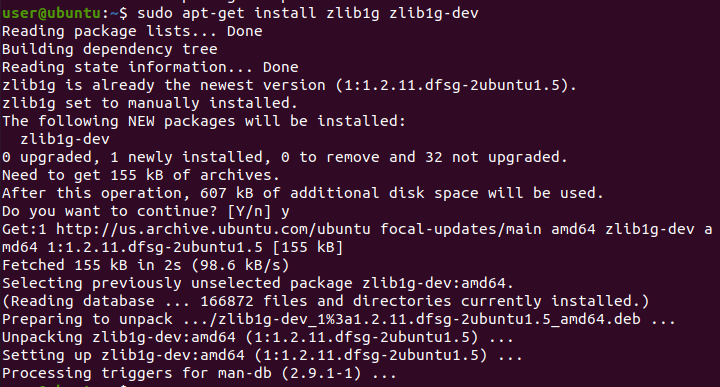 user@ubuntu:~$ sudo apt-get install zlib1g zlib1g-dev
Reading package lists... Done
Building dependency tree
Reading state information... Done
zlib1g is already the newest version (1:1.2.11.dfsg-2ubuntu1.5).
zlib1g set to manually installed.
The following NEW packages will be installed:
  zlib1g-dev
0 upgraded, 1 newly installed, 0 to remove and 32 not upgraded.
Need to get 155 kB of archives.
After this operation, 607 kB of additional disk space will be used.
Do you want to continue? [Y/n] y
Get:1 http://us.archive.ubuntu.com/ubuntu focal-updates/main amd64 zlib1g-dev a
md64 1:1.2.11.dfsg-2ubuntu1.5 [155 kB]
Fetched 155 kB in 2s (98.6 kB/s)
Selecting previously unselected package zlib1g-dev:amd64.
(Reading database ... 166872 files and directories currently installed.)
Preparing to unpack .../zlib1g-dev_1%3a1.2.11.dfsg-2ubuntu1.5_amd64.deb ...
Unpacking zlib1g-dev:amd64 (1:1.2.11.dfsg-2ubuntu1.5) ...
Setting up zlib1g-dev:amd64 (1:1.2.11.dfsg-2ubuntu1.5) ...
Processing triggers for man-db (2.9.1-1) ...